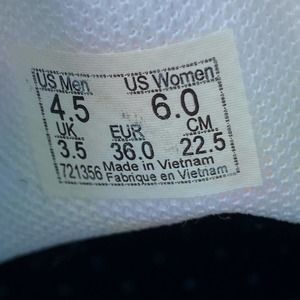 US Men US Women
4.5 6.0
UK EUR CM
3.5 36.0 22.5
721356 Made in Vietnam
Fabrique en Vietnam